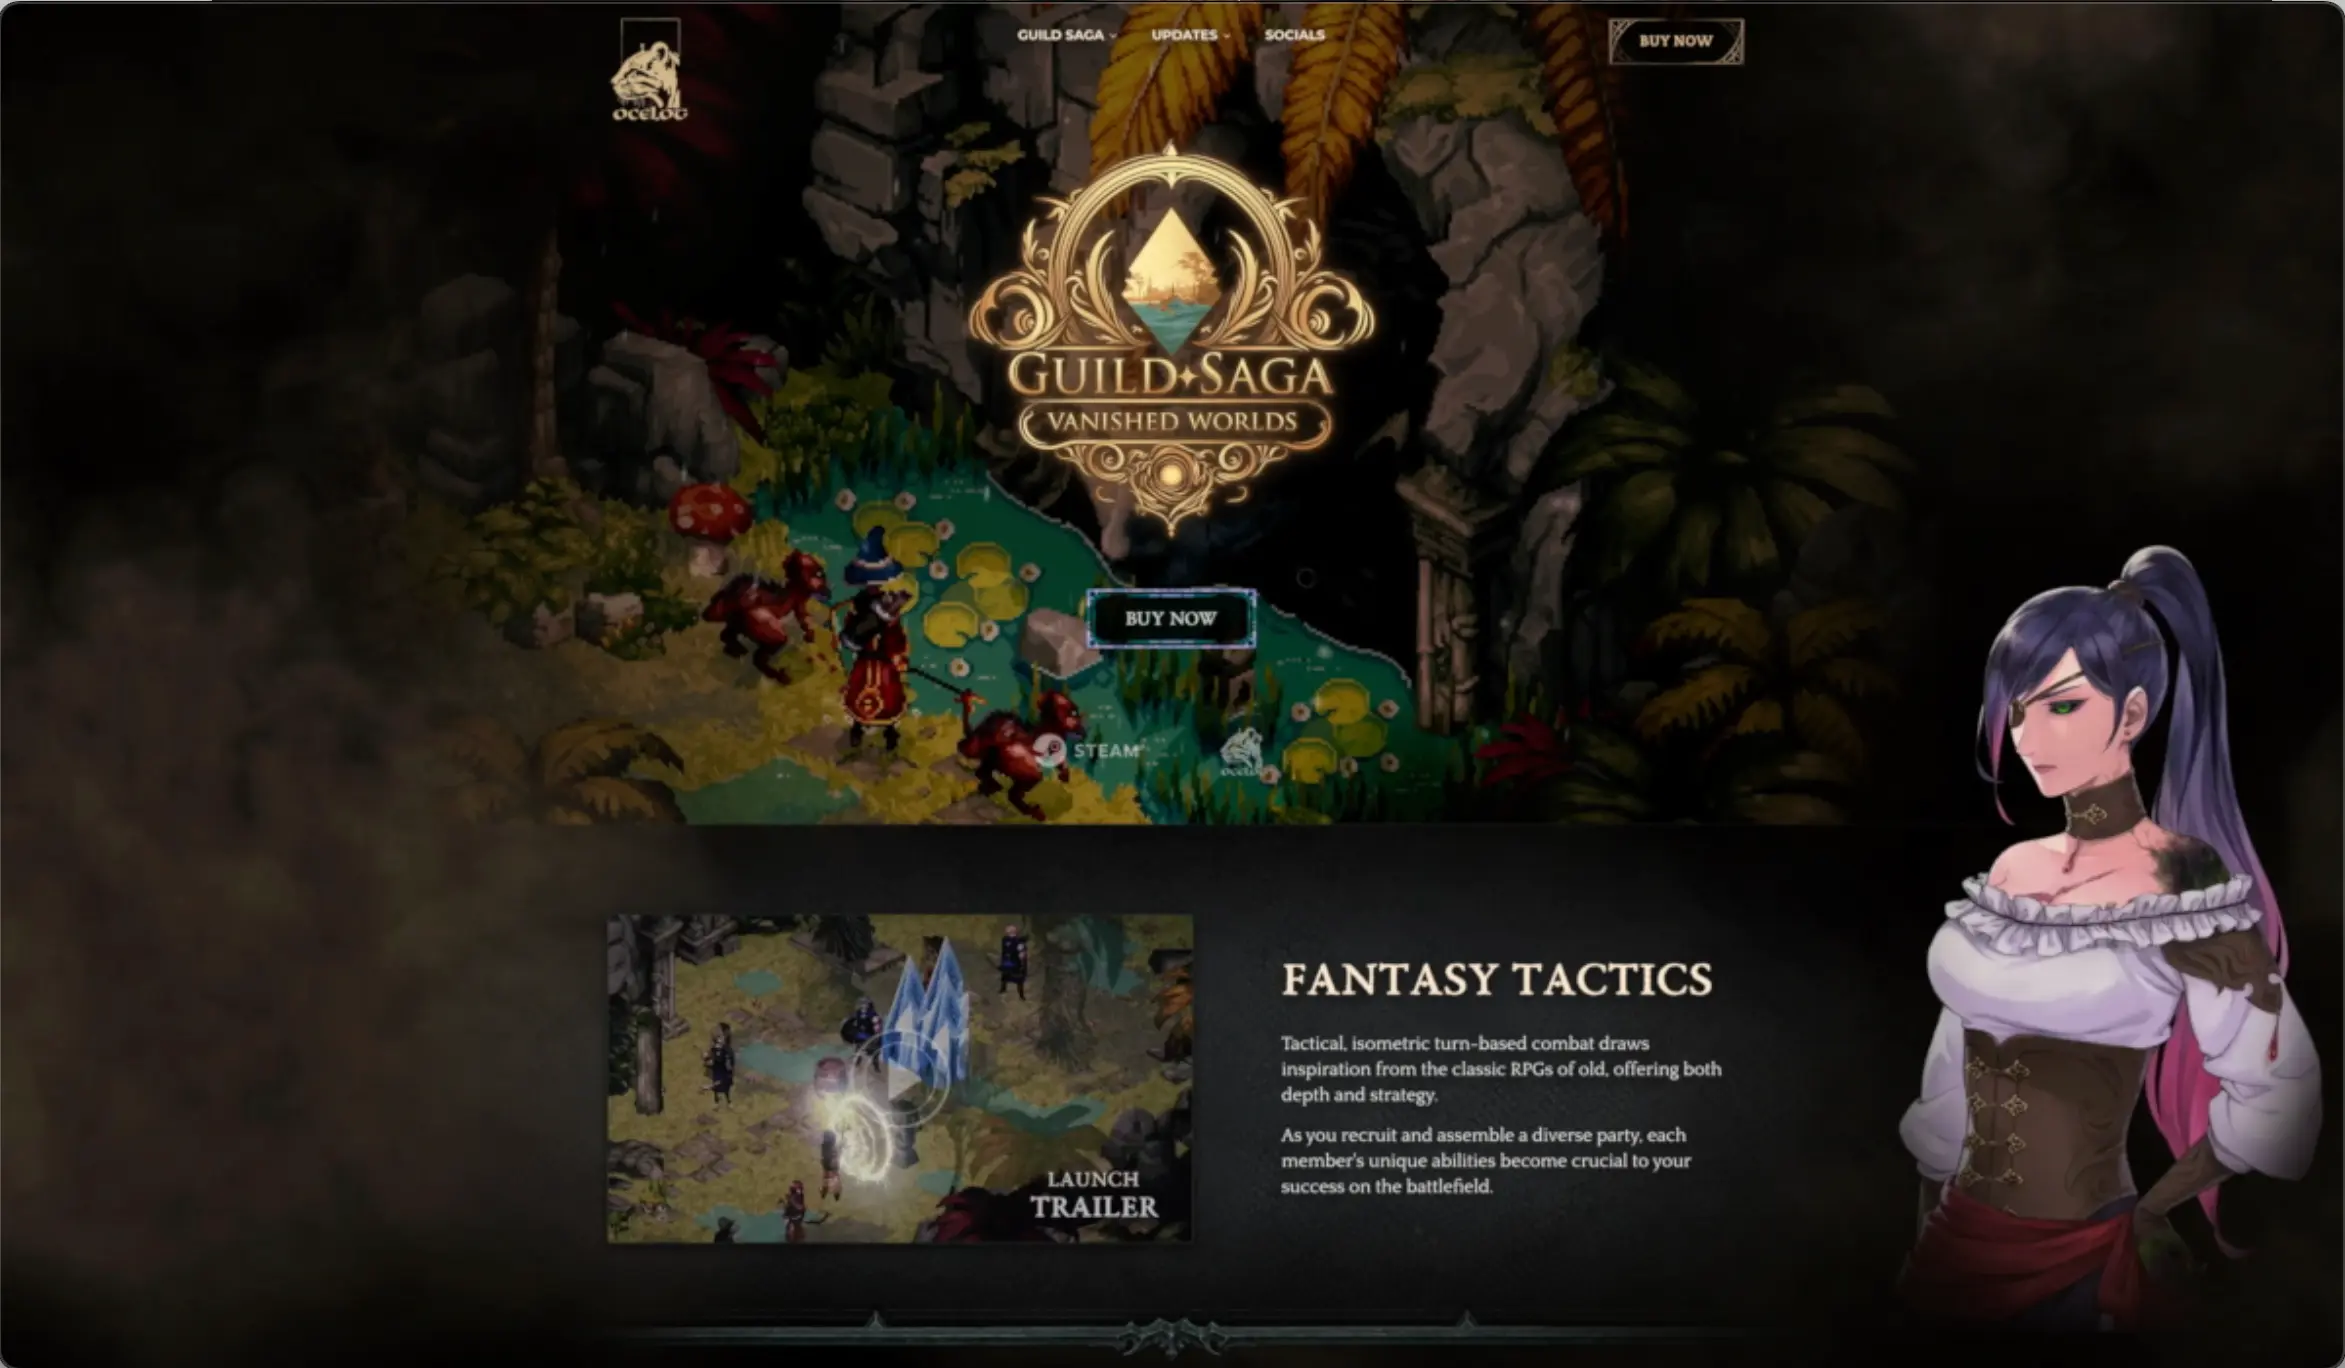 OCELOT
GUILD SAGA
UPDATES
SOCIALS
BUY NOW
GUILD SAGA
VANISHED WORLDS
BUY NOW
STEAM
OCELOT
LAUNCH
TRAILER
FANTASY TACTICS
Tactical, isometric turn-based combat draws
inspiration from the classic RPGs of old, offering both
depth and strategy.
As you recruit and assemble a diverse party, each
member's unique abilities become crucial to your
success on the battlefield.